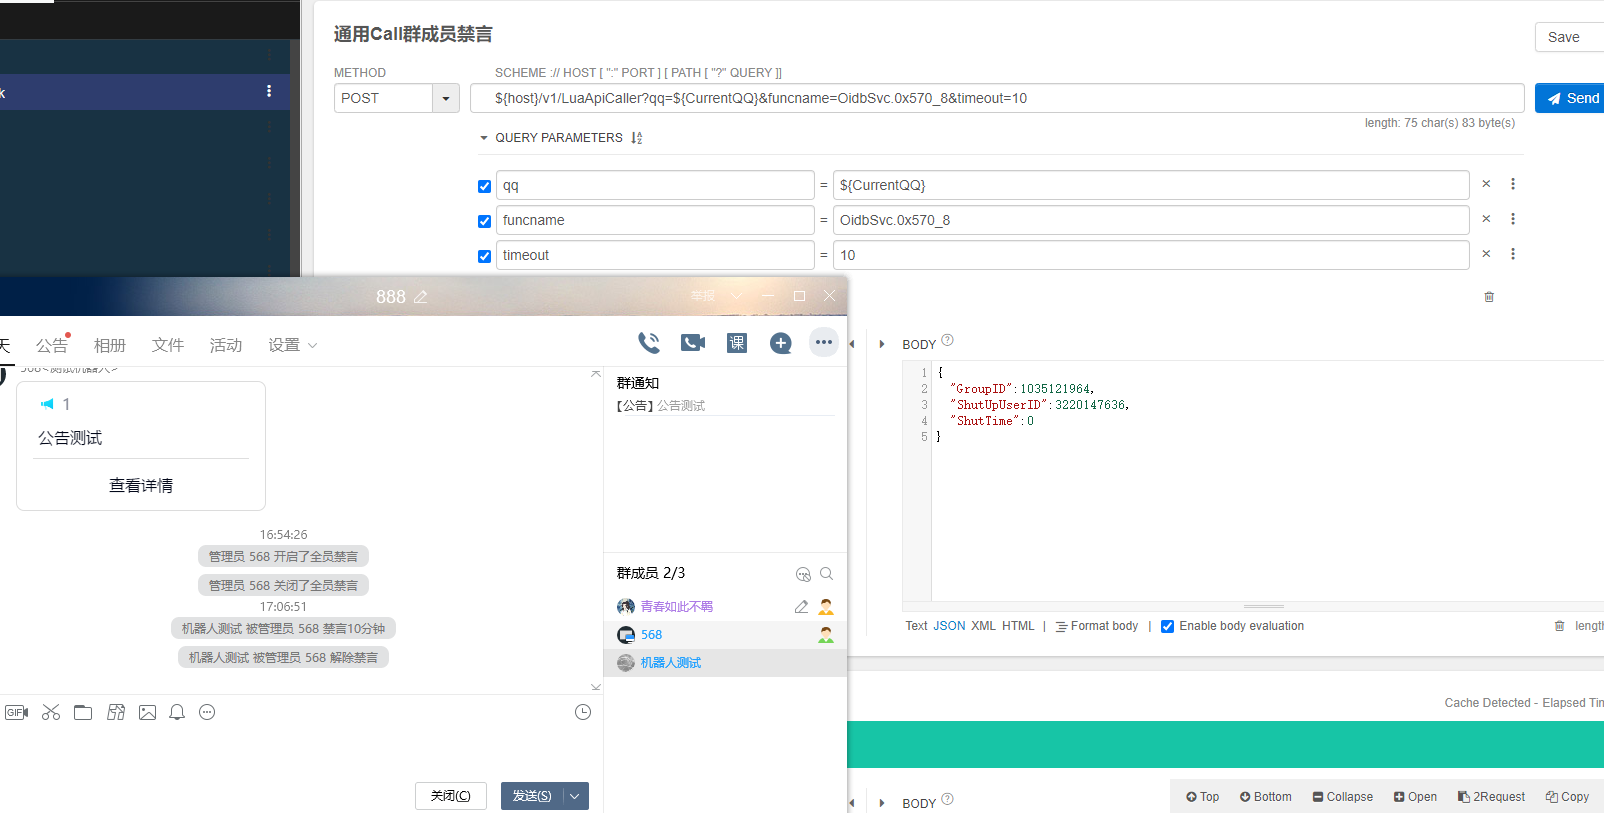 通用Call群成员禁言
Save
METHOD
SCHEME :// HOST [ ":" PORT ] [ PATH [ "?" QUERY ]]
POST
${host}/v1/LuaApiCaller?qq=${CurrentQQ}&funcname=OidbSvc.0x570_8&timeout=10
Send
length: 75 char(s) 83 byte(s)
QUERY PARAMETERS
qq = ${CurrentQQ}
funcname = OidbSvc.0x570_8
timeout = 10
k
888
举报
天 公告 相册 文件 活动 设置
课
568<测试机器人>
1
公告测试
查看详情
16:54:26
管理员 568 开启了全员禁言
管理员 568 关闭了全员禁言
17:06:51
机器人测试 被管理员 568 禁言10分钟
机器人测试 被管理员 568 解除禁言
GIF
关闭(C)
发送(S)
群通知
【公告】公告测试
群成员 2/3
青春如此不羁
568
机器人测试
BODY
1 {
2 "GroupID":1035121964,
3 "ShutUpUserID":3220147636,
4 "ShutTime":0
5 }
Text JSON XML HTML | Format body | Enable body evaluation
length
Cache Detected - Elapsed Tim
BODY
Top Bottom Collapse Open 2Request Copy